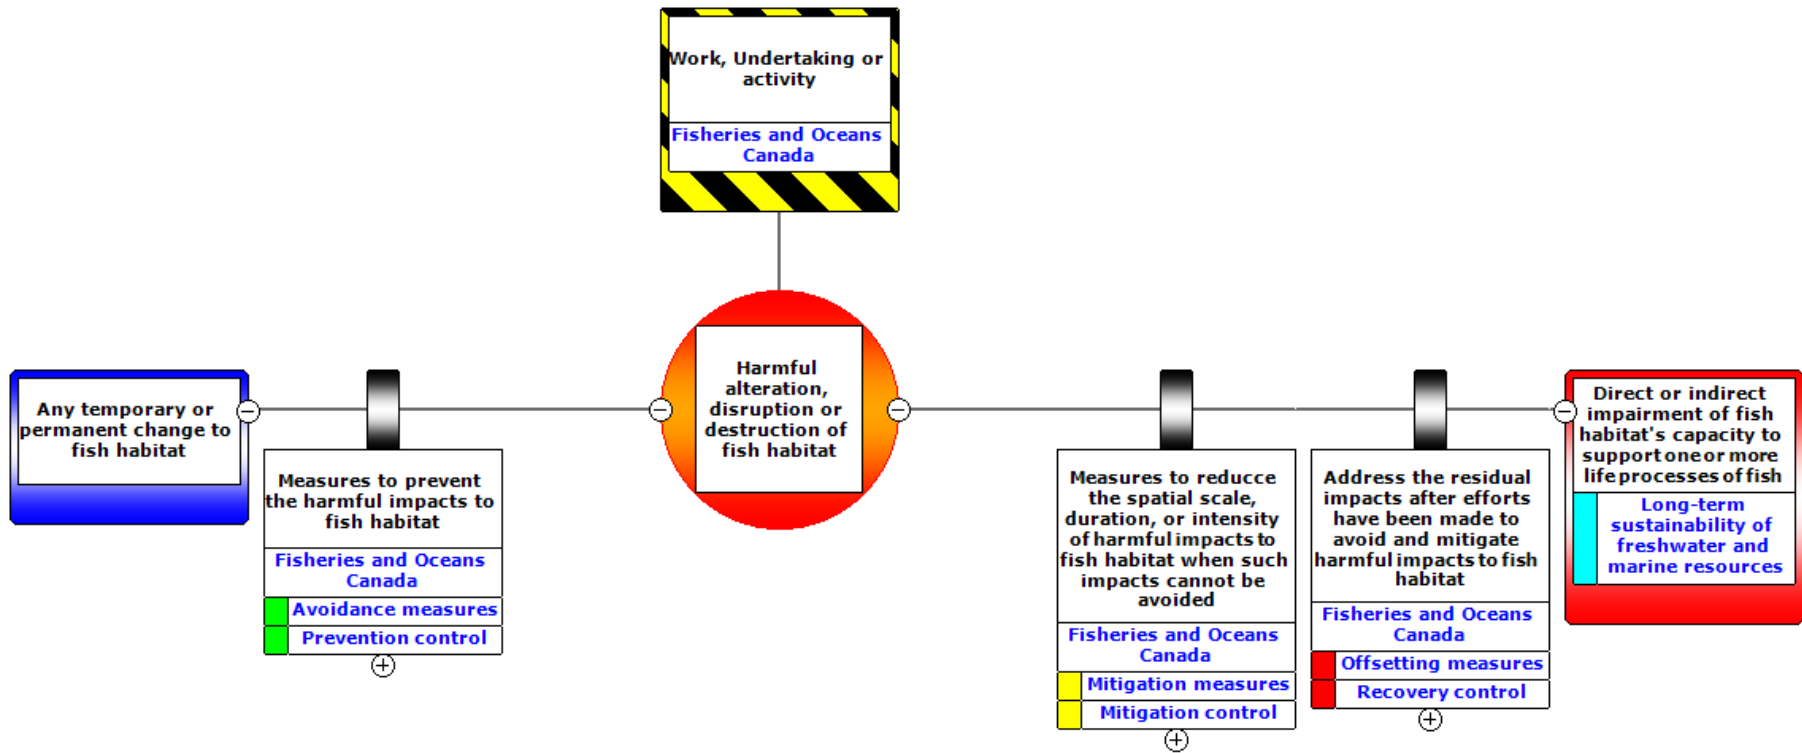 Work, Undertaking or
activity
Fisheries and Oceans
Canada
Harmful
alteration,
disruption or
destruction of
fish habitat
Any temporary or
permanent change to
fish habitat
Measures to prevent
the harmful impacts to
fish habitat
Fisheries and Oceans
Canada
Avoidance measures
Prevention control
Measures to reducce
the spatial scale,
duration, or intensity
of harmful impacts to
fish habitat when such
impacts cannot be
avoided
Fisheries and Oceans
Canada
Mitigation measures
Mitigation control
Address the residual
impacts after efforts
have been made to
avoid and mitigate
harmful impacts to fish
habitat
Fisheries and Oceans
Canada
Offsetting measures
Recovery control
Direct or indirect
impairment of fish
habitat's capacity to
support one or more
life processes of fish
Long-term
sustainability of
freshwater and
marine resources